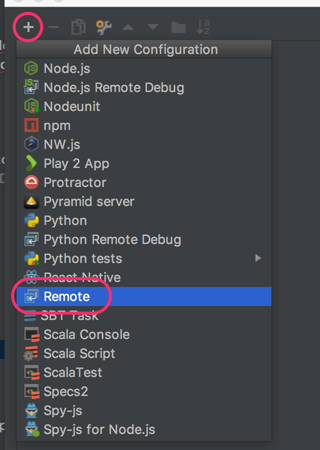 Add New Configuration
Node.js
Node.js Remote Debug
Nodeunit
npm
NW.js
Play 2 App
Protractor
Pyramid server
Python
Python Remote Debug
Python tests
React Native
Remote
SBT Task
Scala Console
Scala Script
ScalaTest
Specs2
Spy-js
Spy-js for Node.js